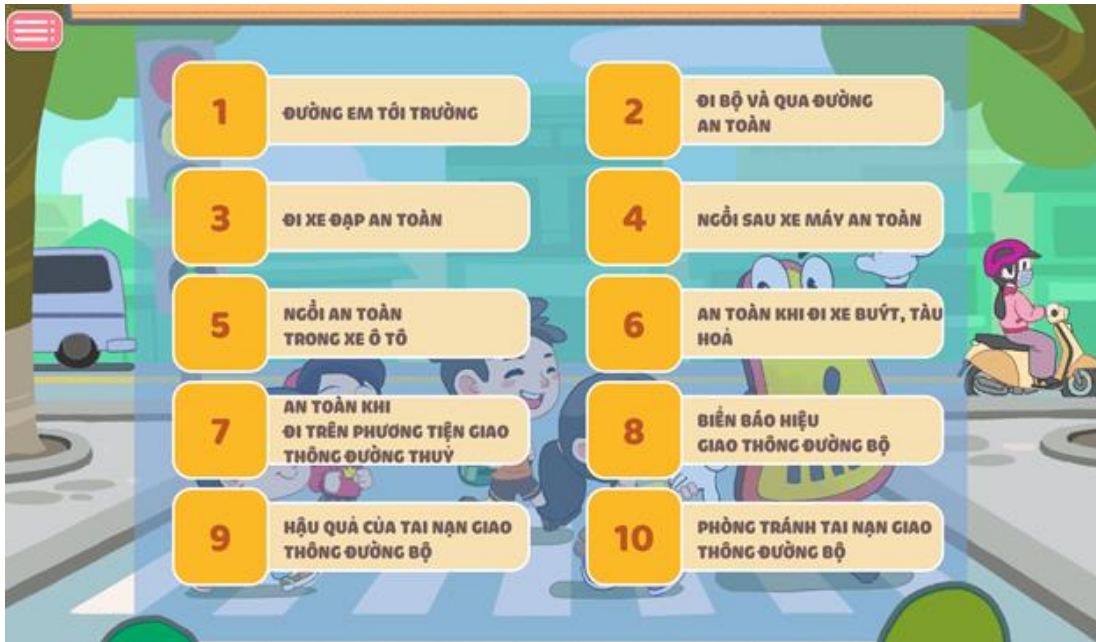 1
ĐƯỜNG EM TỚI TRƯỜNG
2
ĐI BỘ VÀ QUA ĐƯỜNG
AN TOÀN
3
ĐI XE ĐẠP AN TOÀN
4
NGỒI SAU XE MÁY AN TOÀN
5
NGỒI AN TOÀN
TRONG XE Ô TÔ
6
AN TOÀN KHI ĐI XE BUÝT, TÀU
HOẢ
7
AN TOÀN KHI
ĐI TRÊN PHƯƠNG TIỆN GIAO
THÔNG ĐƯỜNG THUỶ
8
BIỂN BÁO HIỆU
GIAO THÔNG ĐƯỜNG BỘ
9
HẬU QUẢ CỦA TAI NẠN GIAO
THÔNG ĐƯỜNG BỘ
10
PHÒNG TRÁNH TAI NẠN GIAO
THÔNG ĐƯỜNG BỘ